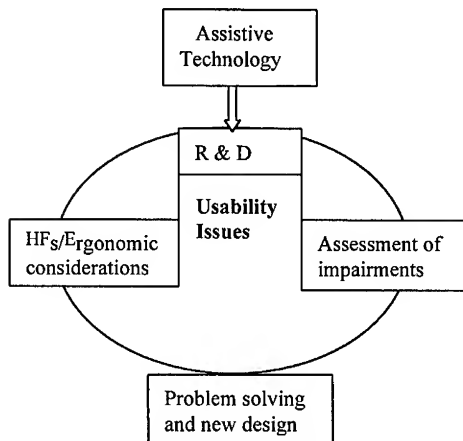 Assistive
Technology
R & D
Usability
Issues
HFs/Ergonomic
considerations
Assessment of
impairments
Problem solving
and new design